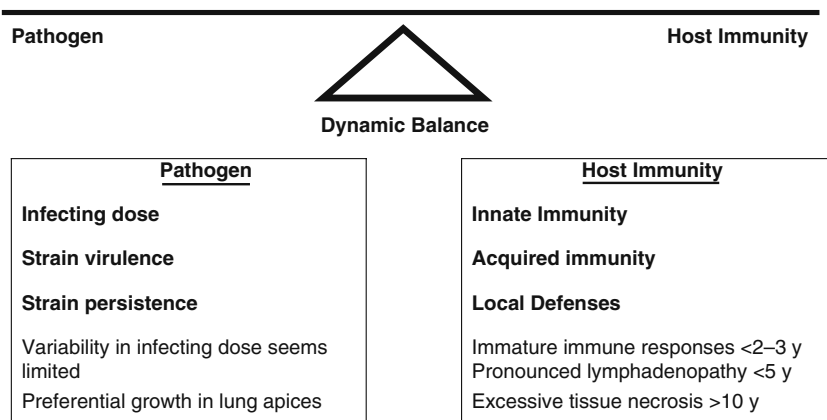 Pathogen
Host Immunity
Dynamic Balance
Pathogen
Infecting dose
Strain virulence
Strain persistence
Variability in infecting dose seems
limited
Preferential growth in lung apices
Host Immunity
Innate Immunity
Acquired immunity
Local Defenses
Immature immune responses <2–3 y
Pronounced lymphadenopathy <5 y
Excessive tissue necrosis >10 y